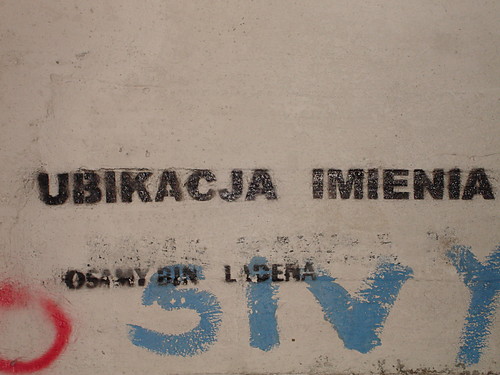 UBIKACJA IMIENIA
OSAMY BIN LADENA
SIVY